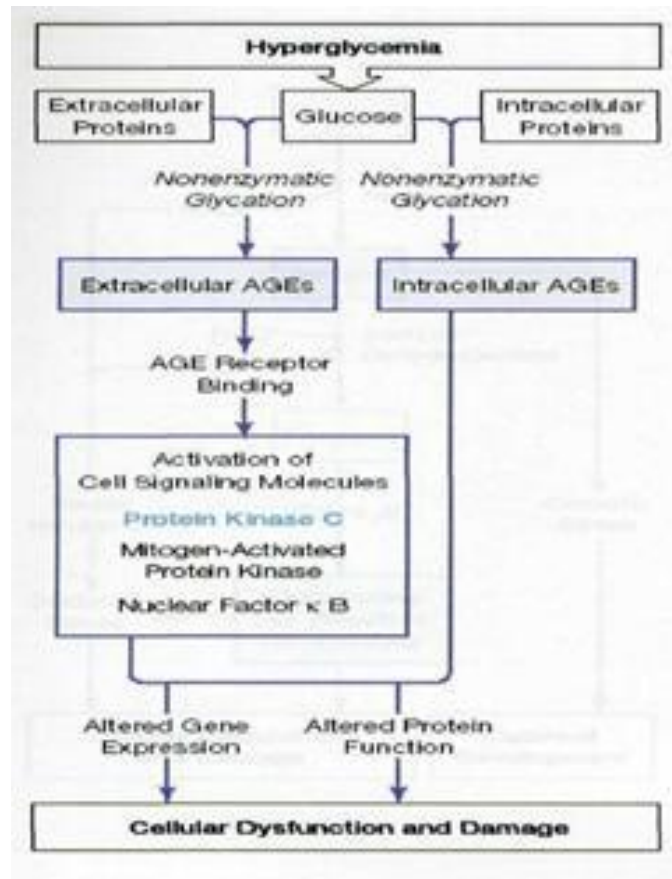 Hyperglycemia
Extracellular
Proteins
Glucose
Intracellular
Proteins
Nonenzymatic
Glycation
Nonenzymatic
Glycation
Extracellular AGEs
Intracellular AGEs
AGE Receptor
Binding
Activation of
Cell Signaling Molecules
Protein Kinase C
Mitogen-Activated
Protein Kinase
Nuclear Factor κ B
Altered Gene
Expression
Altered Protein
Function
Cellular Dysfunction and Damage